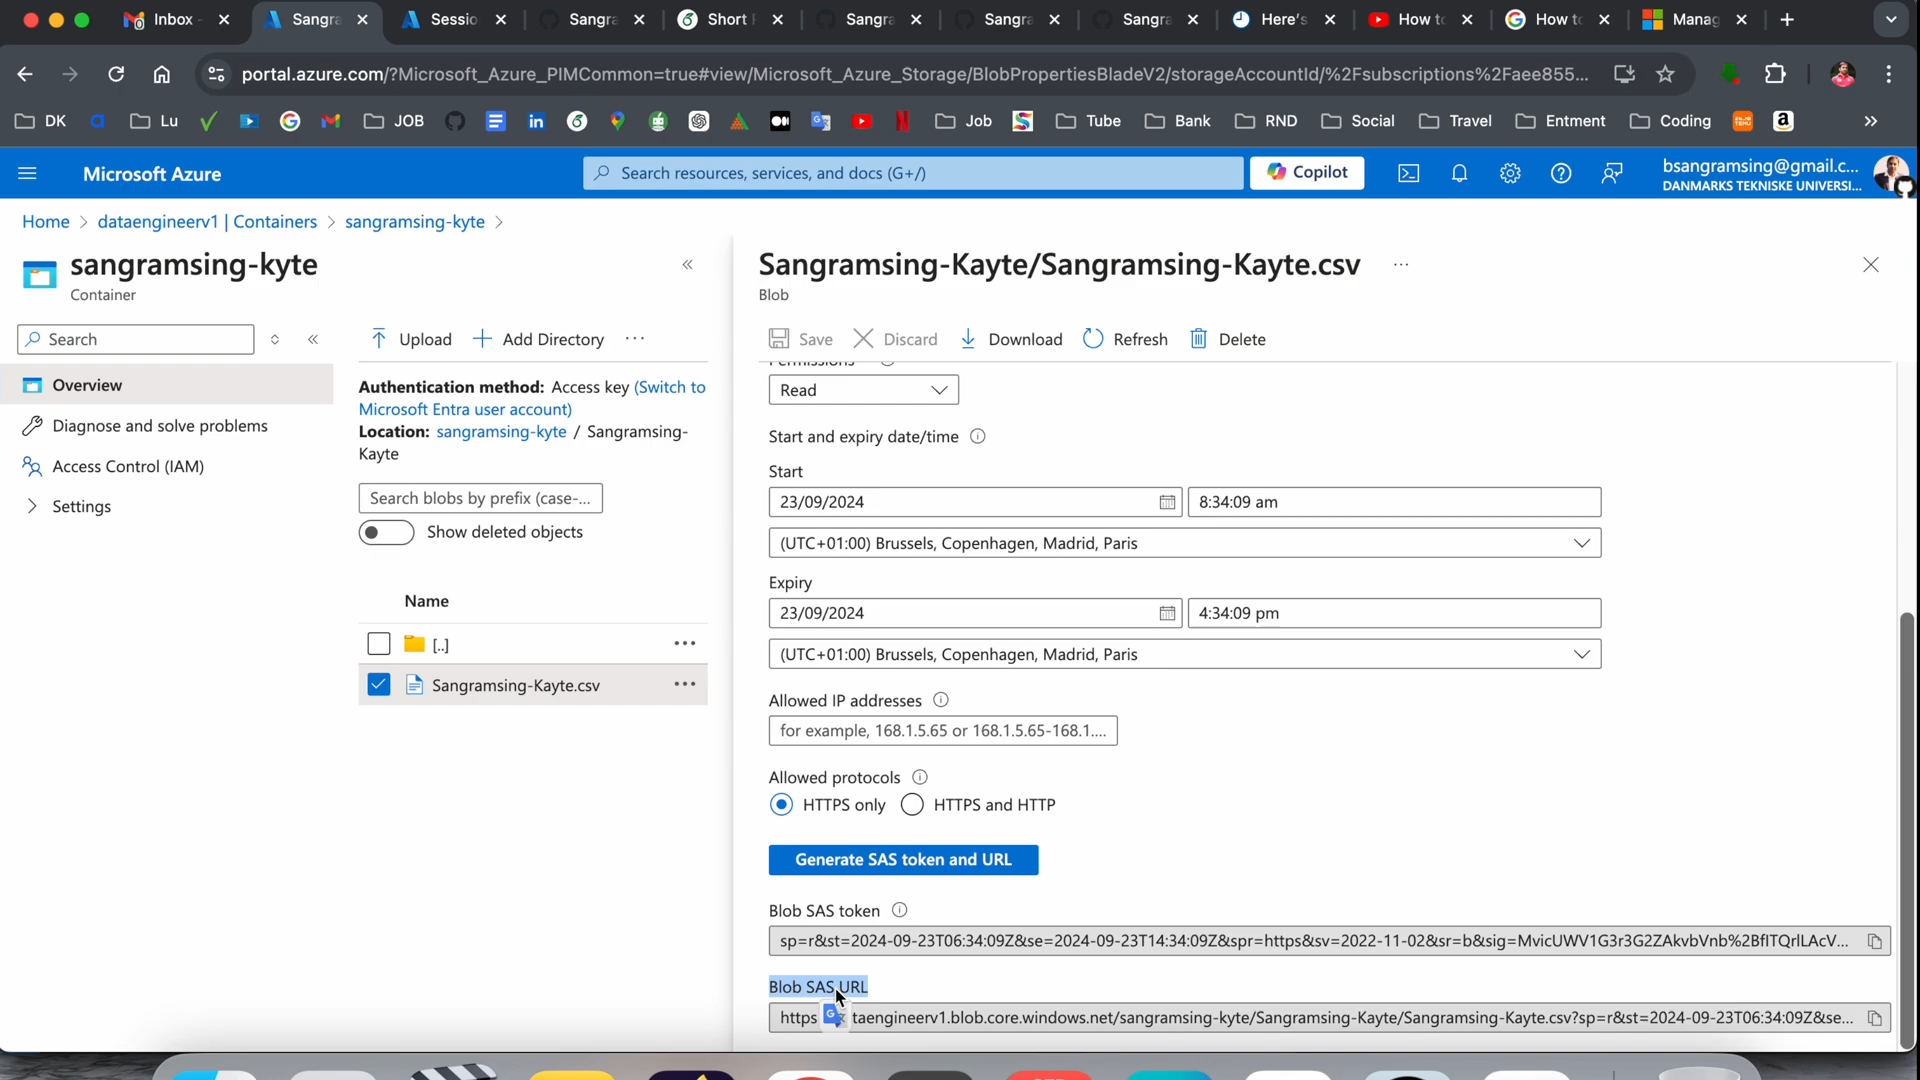 Inbox
Sangra
Sessio
Sangra
Short
Sangra
Sangra
Sangra
Here's
How to
How to
Manag
portal.azure.com/?Microsoft_Azure_PIMCommon=true#view/Microsoft_Azure_Storage/BlobPropertiesBladeV2/storageAccountId/%2Fsubscriptions%2Faee855...
DK
Lu
JOB
Job
Tube
Bank
RND
Social
Travel
Entment
Coding
Microsoft Azure
Search resources, services, and docs (G+/)
Copilot
bsangramsing@gmail.c...
DANMARKS TEKNISKE UNIVERSI...
Home > dataengineerv1 | Containers > sangramsing-kyte >
sangramsing-kyte
Container
Search
Overview
Diagnose and solve problems
Access Control (IAM)
Settings
Upload
Add Directory
Authentication method: Access key (Switch to
Microsoft Entra user account)
Location: sangramsing-kyte / Sangramsing-
Kayte
Search blobs by prefix (case-...
Show deleted objects
Name
[..]
Sangramsing-Kayte.csv
Sangramsing-Kayte/Sangramsing-Kayte.csv
Blob
Save
Discard
Download
Refresh
Delete
Permissions
Read
Start and expiry date/time
Start
23/09/2024
8:34:09 am
(UTC+01:00) Brussels, Copenhagen, Madrid, Paris
Expiry
23/09/2024
4:34:09 pm
(UTC+01:00) Brussels, Copenhagen, Madrid, Paris
Allowed IP addresses
for example, 168.1.5.65 or 168.1.5.65-168.1....
Allowed protocols
HTTPS only
HTTPS and HTTP
Generate SAS token and URL
Blob SAS token
sp=r&st=2024-09-23T06:34:09Z&se=2024-09-23T14:34:09Z&spr=https&sv=2022-11-02&sr=b&sig=MvicUWV1G3r3G2ZAkvbVnb%2BfITQrlLAcV...
Blob SAS URL
https taengineerv1.blob.core.windows.net/sangramsing-kyte/Sangramsing-Kayte/Sangramsing-Kayte.csv?sp=r&st=2024-09-23T06:34:09Z&se...